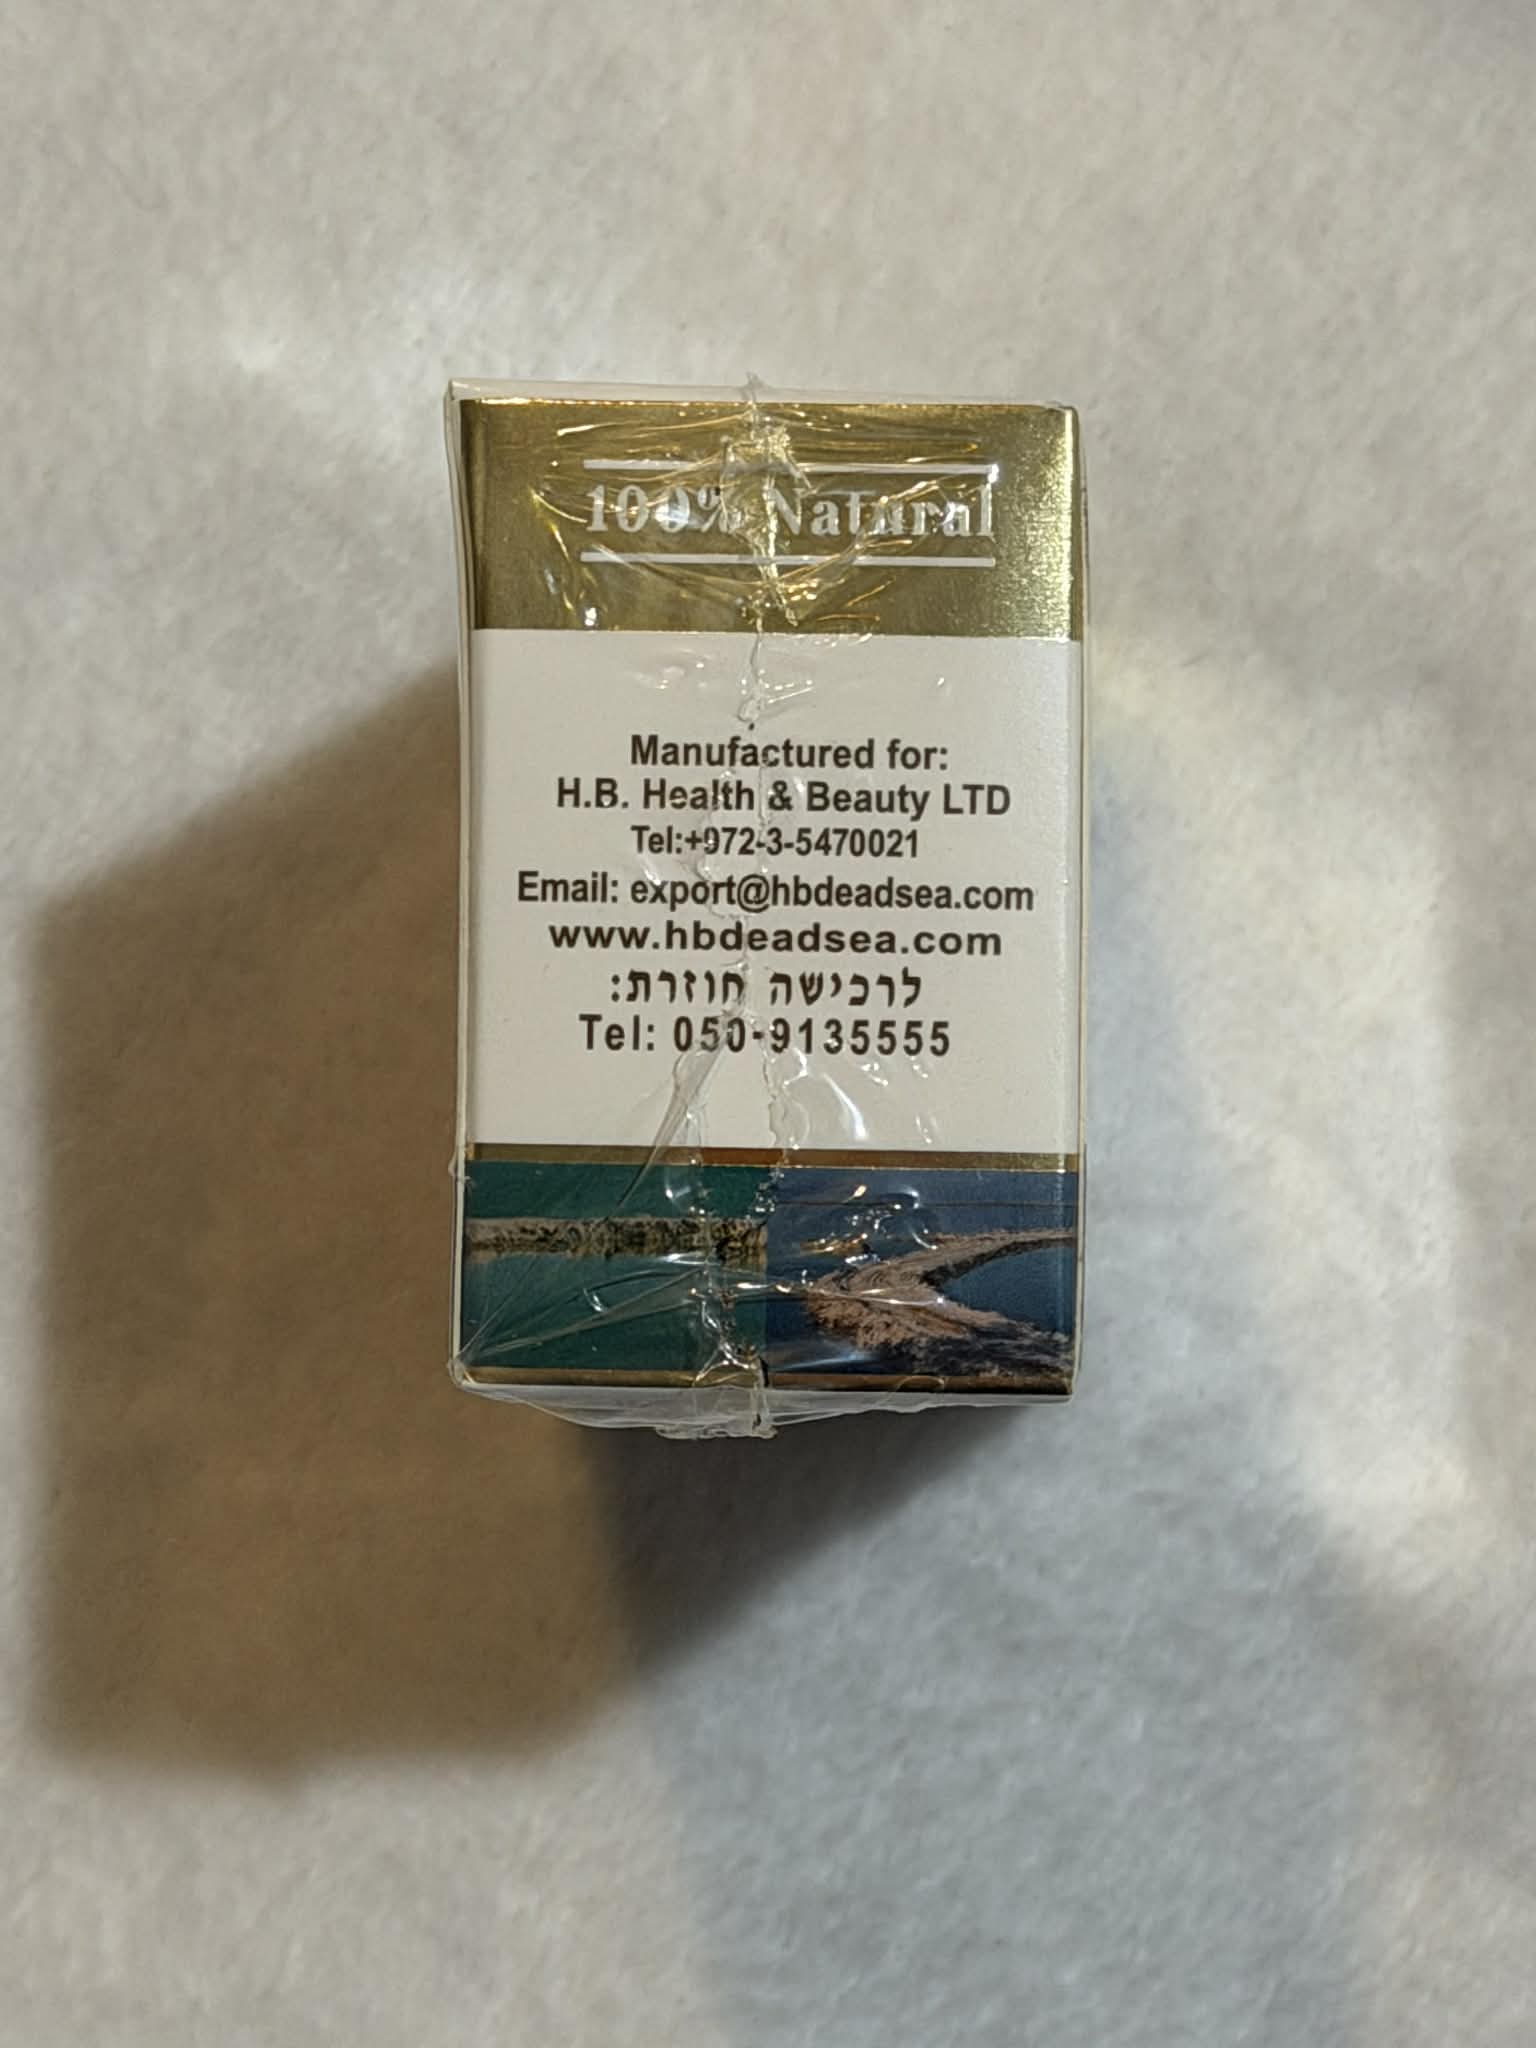 100% Natural
Manufactured for:
H.B. Health & Beauty LTD
Tel:+972-3-5470021
Email: export@hbdeadsea.com
www.hbdeadsea.com
לרכישה חוזרת:
Tel: 050-9135555